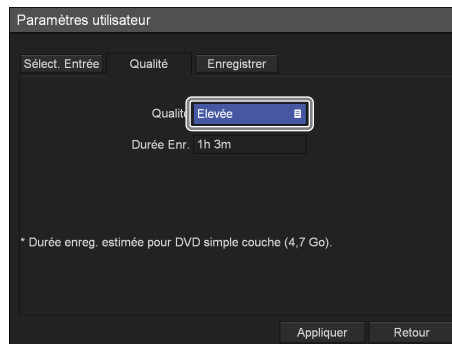 Paramètres utilisateur
Sélect. Entrée Qualité Enregistrer
Qualité Elevée
Durée Enr. 1h 3m
* Durée enreg. estimée pour DVD simple couche (4,7 Go).
Appliquer Retour